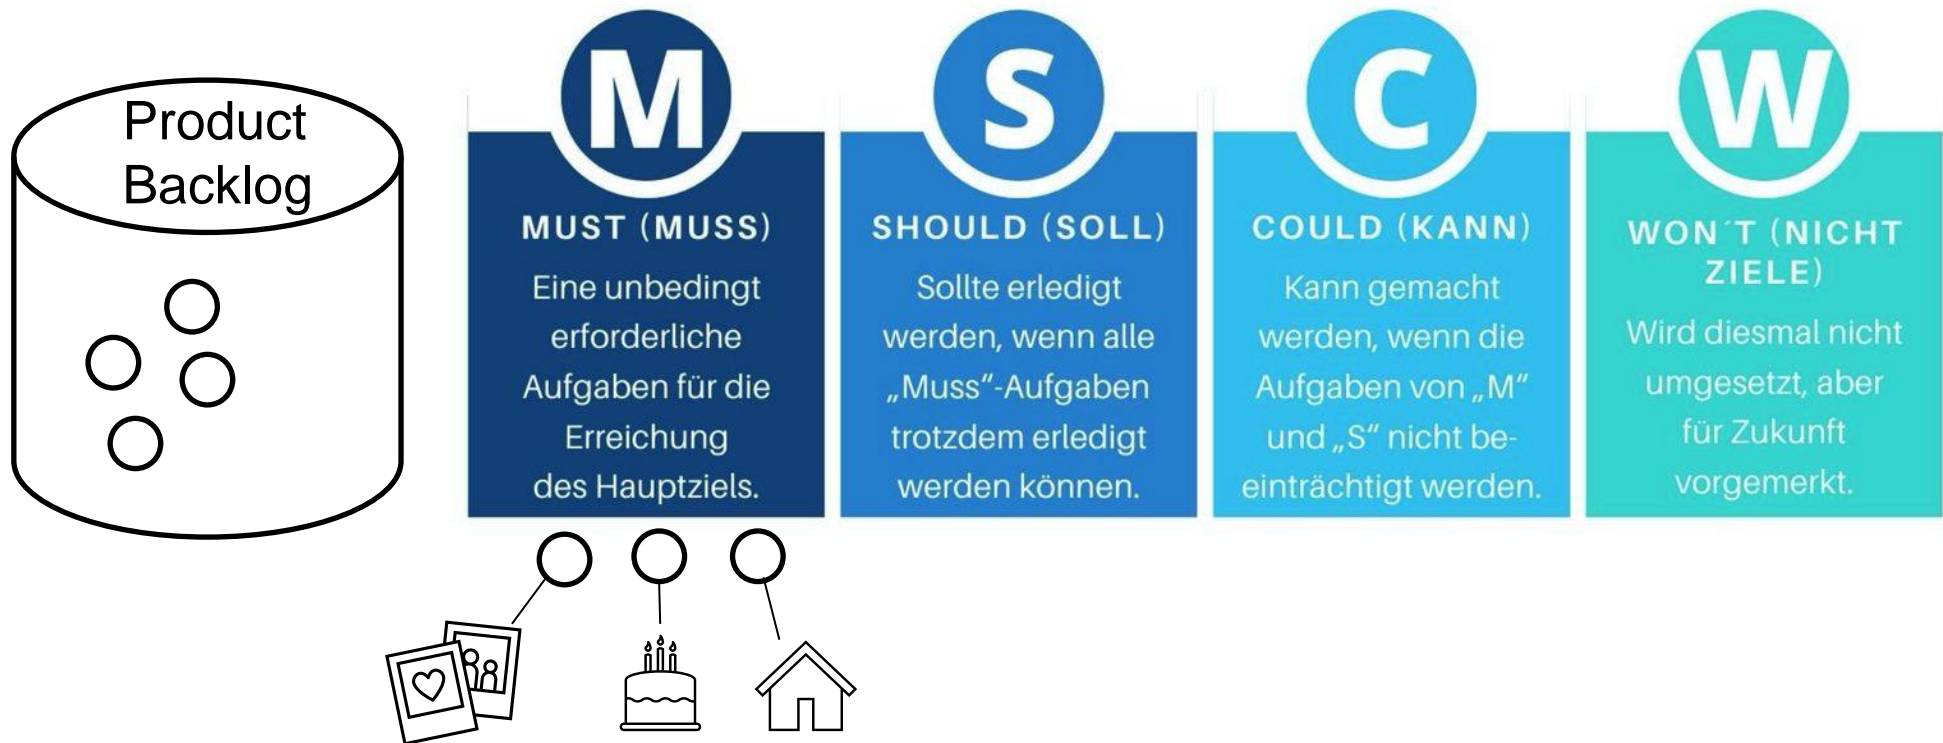 Product
Backlog
M
MUST (MUSS)
Eine unbedingt
erforderliche
Aufgaben für die
Erreichung
des Hauptziels.
S
SHOULD (SOLL)
Sollte erledigt
werden, wenn alle
„Muss“-Aufgaben
trotzdem erledigt
werden können.
C
COULD (KANN)
Kann gemacht
werden, wenn die
Aufgaben von „M“
und „S“ nicht be-
einträchtigt werden.
W
WON´T (NICHT
ZIELE)
Wird diesmal nicht
umgesetzt, aber
für Zukunft
vorgemerkt.